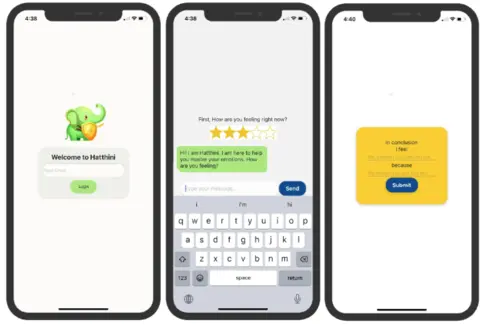 4:38
Welcome to Hatthini
Login
4:38
First, How are you feeling right now?
Hi! I am Hatthini. I am here to help
you master your emotions. How
are you feeling?
Type your message...
Send
I
I'm
hi
q w e r t y u i o p
a s d f g h j k l
z x c v b n m
123
space
return
4:40
In conclusion
I feel
because
Submit